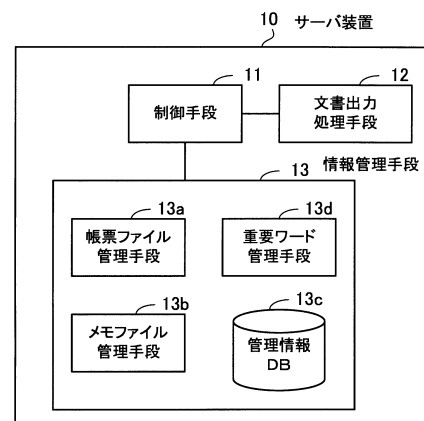 10 サーバ装置
11
12
制御手段
文書出力
処理手段
13 情報管理手段
13a
13d
帳票ファイル
管理手段
重要ワード
管理手段
13b
13c
メモファイル
管理手段
管理情報
DB